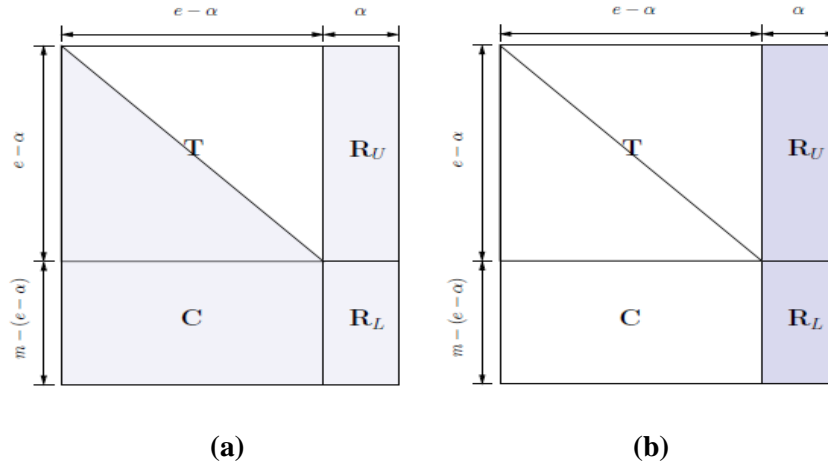 e − α α e − α α
e − α T R_U e − α T R_U
m − (e − α) C R_L m − (e − α) C R_L
(a) (b)